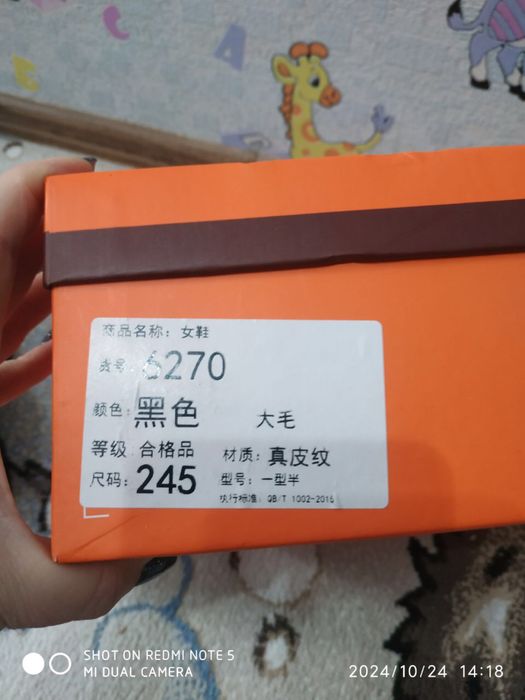 商品名称：女鞋
货号：6270
颜色：黑色 大毛
等级 合格品 材质：真皮纹
尺码：245 型号：一型半
执行标准：QB/T 1002-2015
SHOT ON REDMI NOTE 5
MI DUAL CAMERA
2024/10/24 14:18